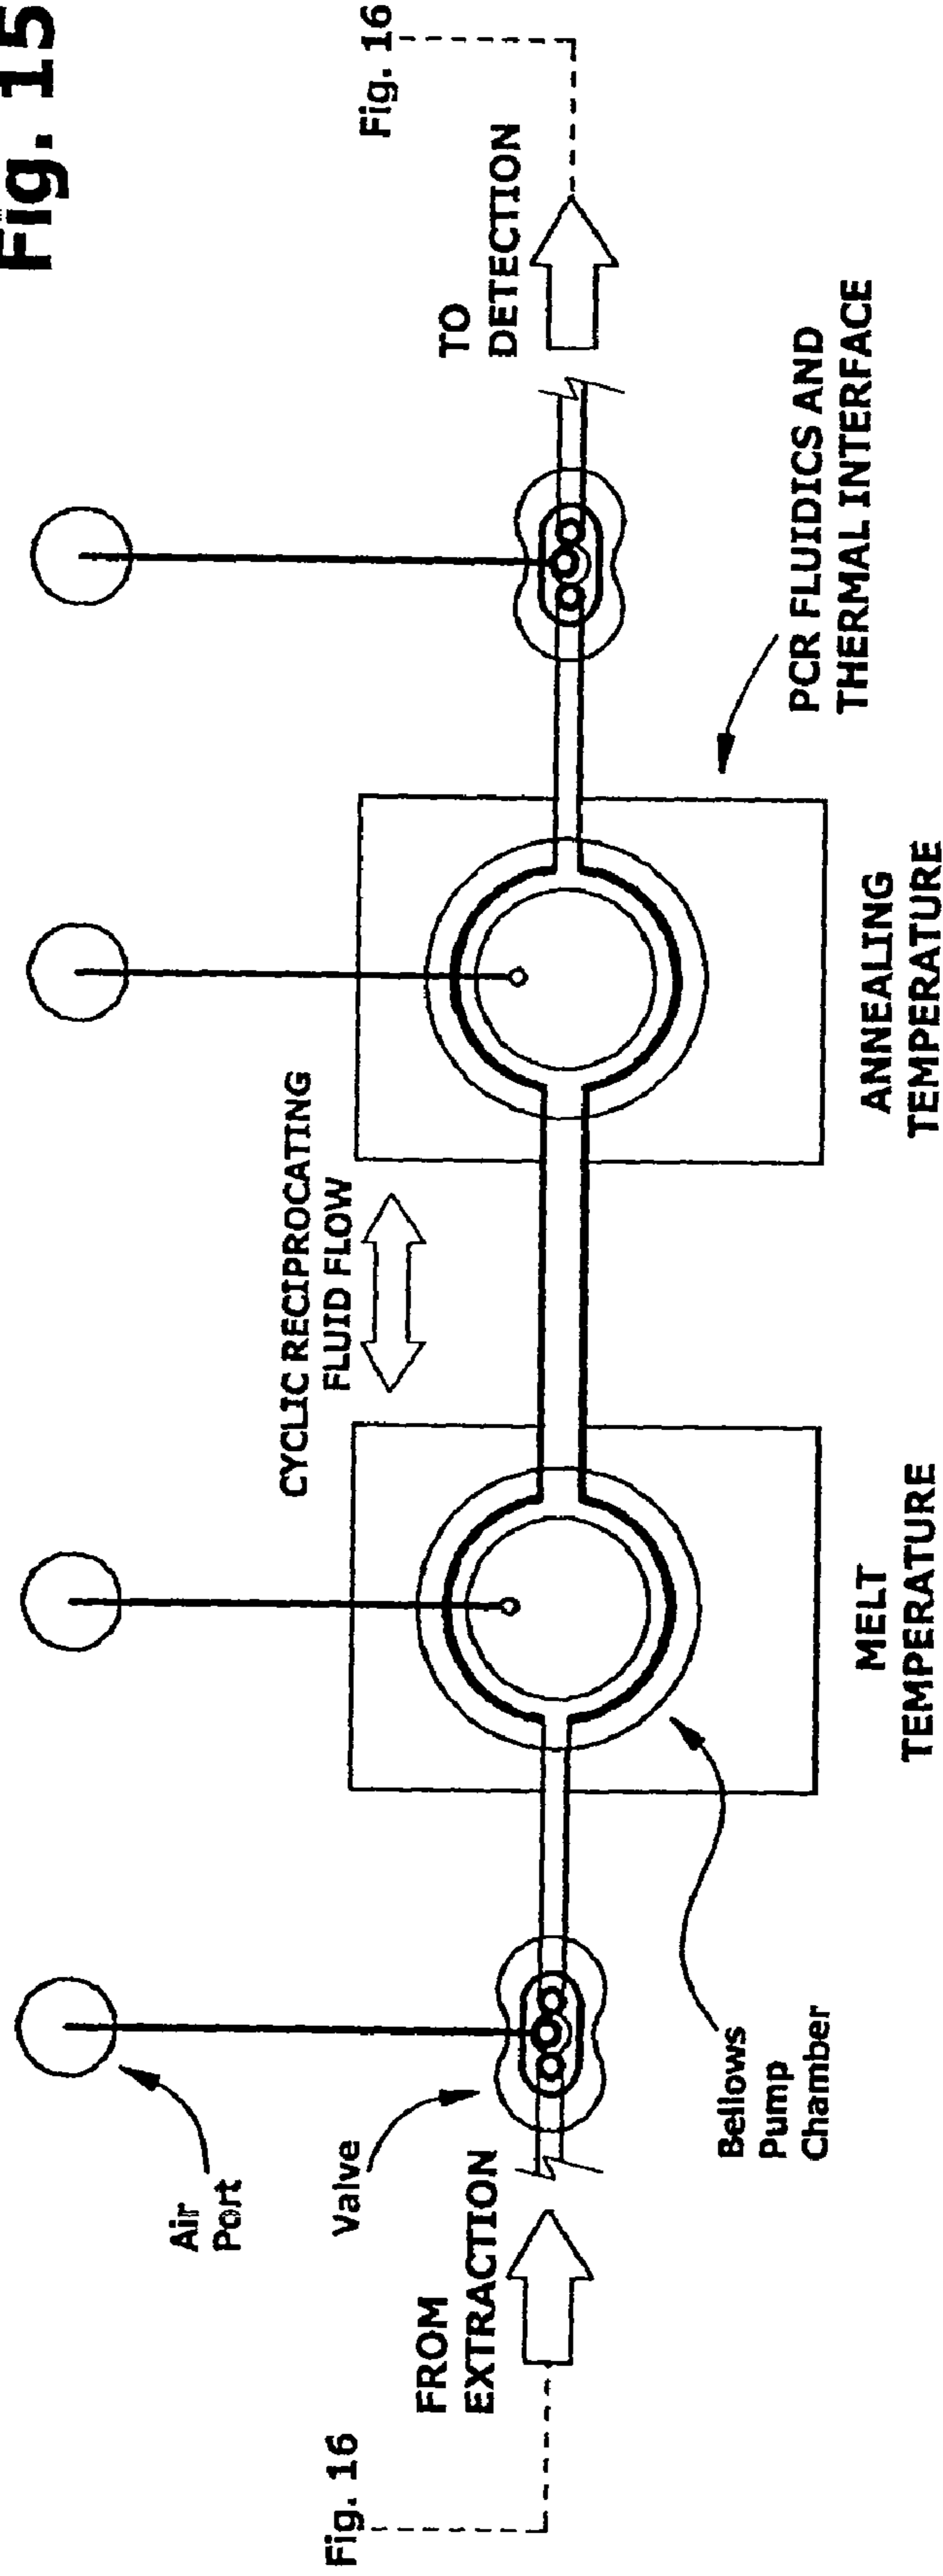 Fig. 15
Fig. 16
TO
DETECTION
PCR FLUIDICS AND
THERMAL INTERFACE
CYCLIC RECIPROCATING
FLUID FLOW
ANNEALING
TEMPERATURE
MELT
TEMPERATURE
Air
Port
Valve
Bellows
Pump
Chamber
FROM
EXTRACTION
Fig. 16